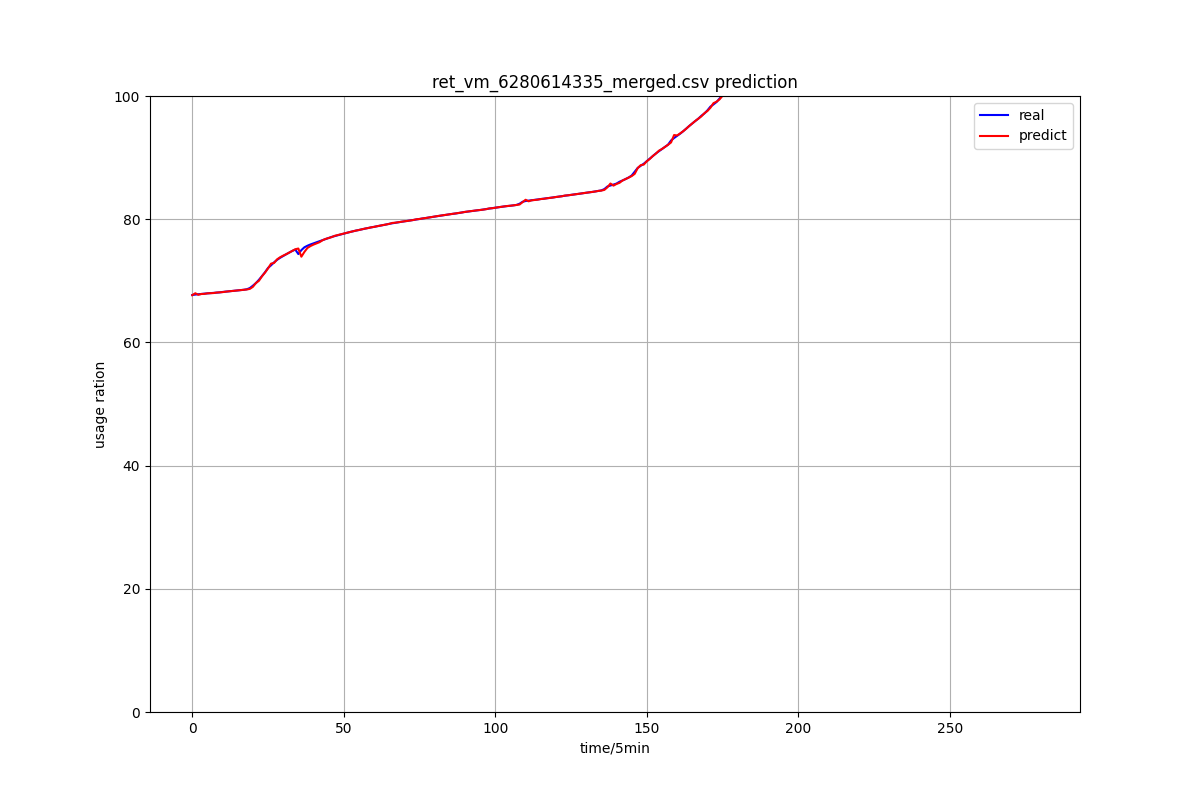 ret_vm_6280614335_merged.csv prediction
100
80
60
40
20
0
usage ration
real
predict
0 50 100 150 200 250
time/5min